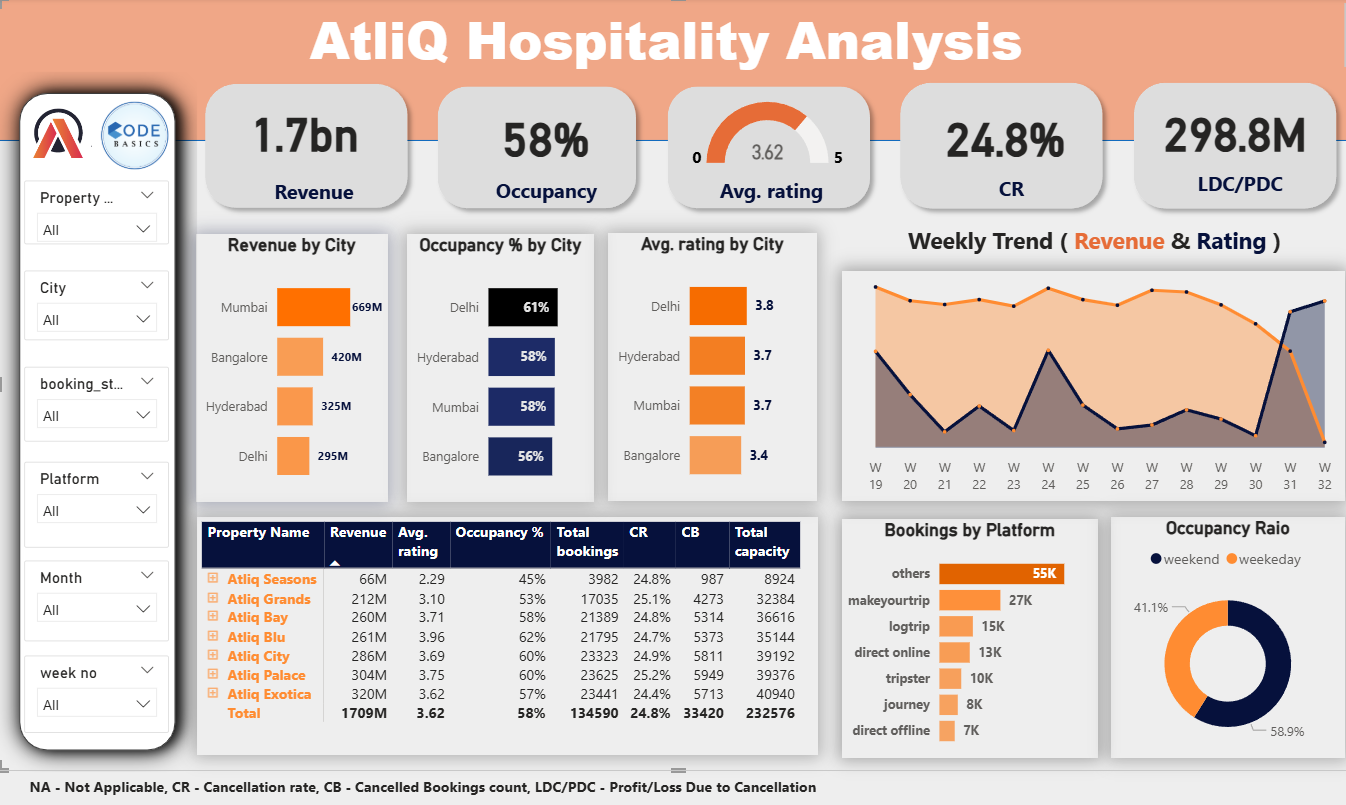 AtliQ Hospitality Analysis
CODE
BASICS
Property ...
All
City
All
booking_st...
All
Platform
All
Month
All
week no
All
1.7bn
Revenue
58%
Occupancy
0 3.62 5
Avg. rating
24.8%
CR
298.8M
LDC/PDC
Revenue by City
Mumbai 669M
Bangalore 420M
Hyderabad 325M
Delhi 295M
Occupancy % by City
Delhi 61%
Hyderabad 58%
Mumbai 58%
Bangalore 56%
Avg. rating by City
Delhi 3.8
Hyderabad 3.7
Mumbai 3.7
Bangalore 3.4
Weekly Trend ( Revenue & Rating )
W W W W W W W W W W W W W W
19 20 21 22 23 24 25 26 27 28 29 30 31 32
Property Name Revenue Avg. rating Occupancy % Total bookings CR CB Total capacity
Atliq Seasons 66M 2.29 45% 3982 24.8% 987 8924
Atliq Grands 212M 3.10 53% 17035 25.1% 4273 32384
Atliq Bay 260M 3.71 58% 21389 24.8% 5314 36616
Atliq Blu 261M 3.96 62% 21795 24.7% 5373 35144
Atliq City 286M 3.69 60% 23323 24.9% 5811 39192
Atliq Palace 304M 3.75 60% 23625 25.2% 5949 39376
Atliq Exotica 320M 3.62 57% 23441 24.4% 5713 40940
Total 1709M 3.62 58% 134590 24.8% 33420 232576
Bookings by Platform
others 55K
makeyourtrip 27K
logtrip 15K
direct online 13K
tripster 10K
journey 8K
direct offline 7K
Occupancy Raio
weekend weekeday
41.1%
58.9%
NA - Not Applicable, CR - Cancellation rate, CB - Cancelled Bookings count, LDC/PDC - Profit/Loss Due to Cancellation